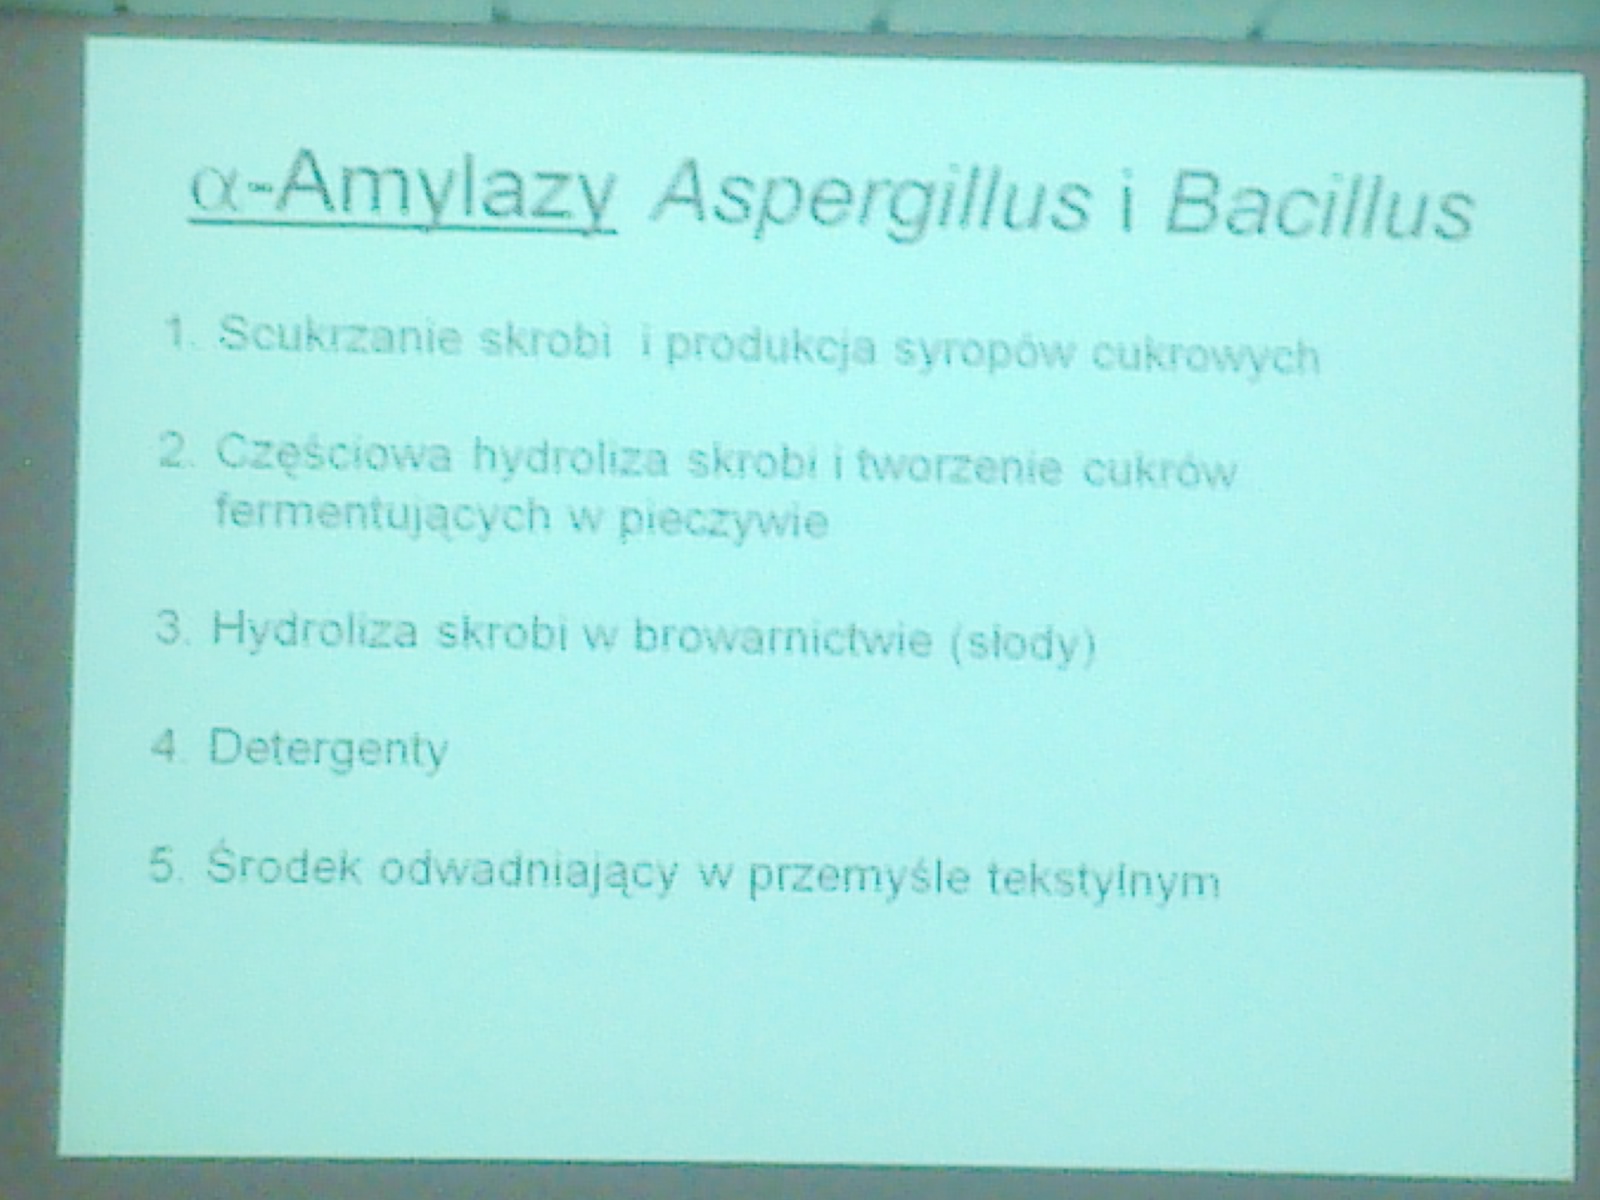 α-Amylazy Aspergillus i Bacillus
1. Scukrzanie skrobi i produkcja syropów cukrowych
2. Częściowa hydroliza skrobi i tworzenie cukrów
fermentujących w pieczywie
3. Hydroliza skrobi w browarnictwie (słody)
4. Detergenty
5. Środek odwadniający w przemyśle tekstylnym